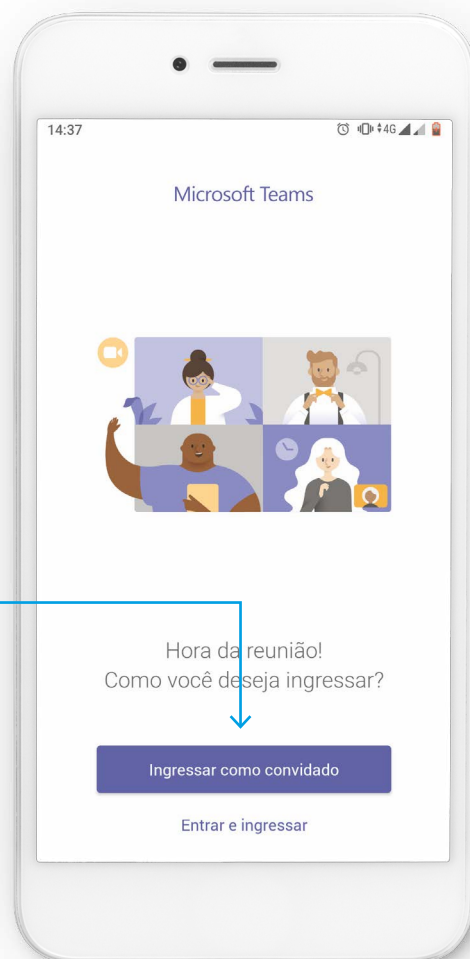 14:37
4G
Microsoft Teams
Hora da reunião!
Como você deseja ingressar?
Ingressar como convidado
Entrar e ingressar